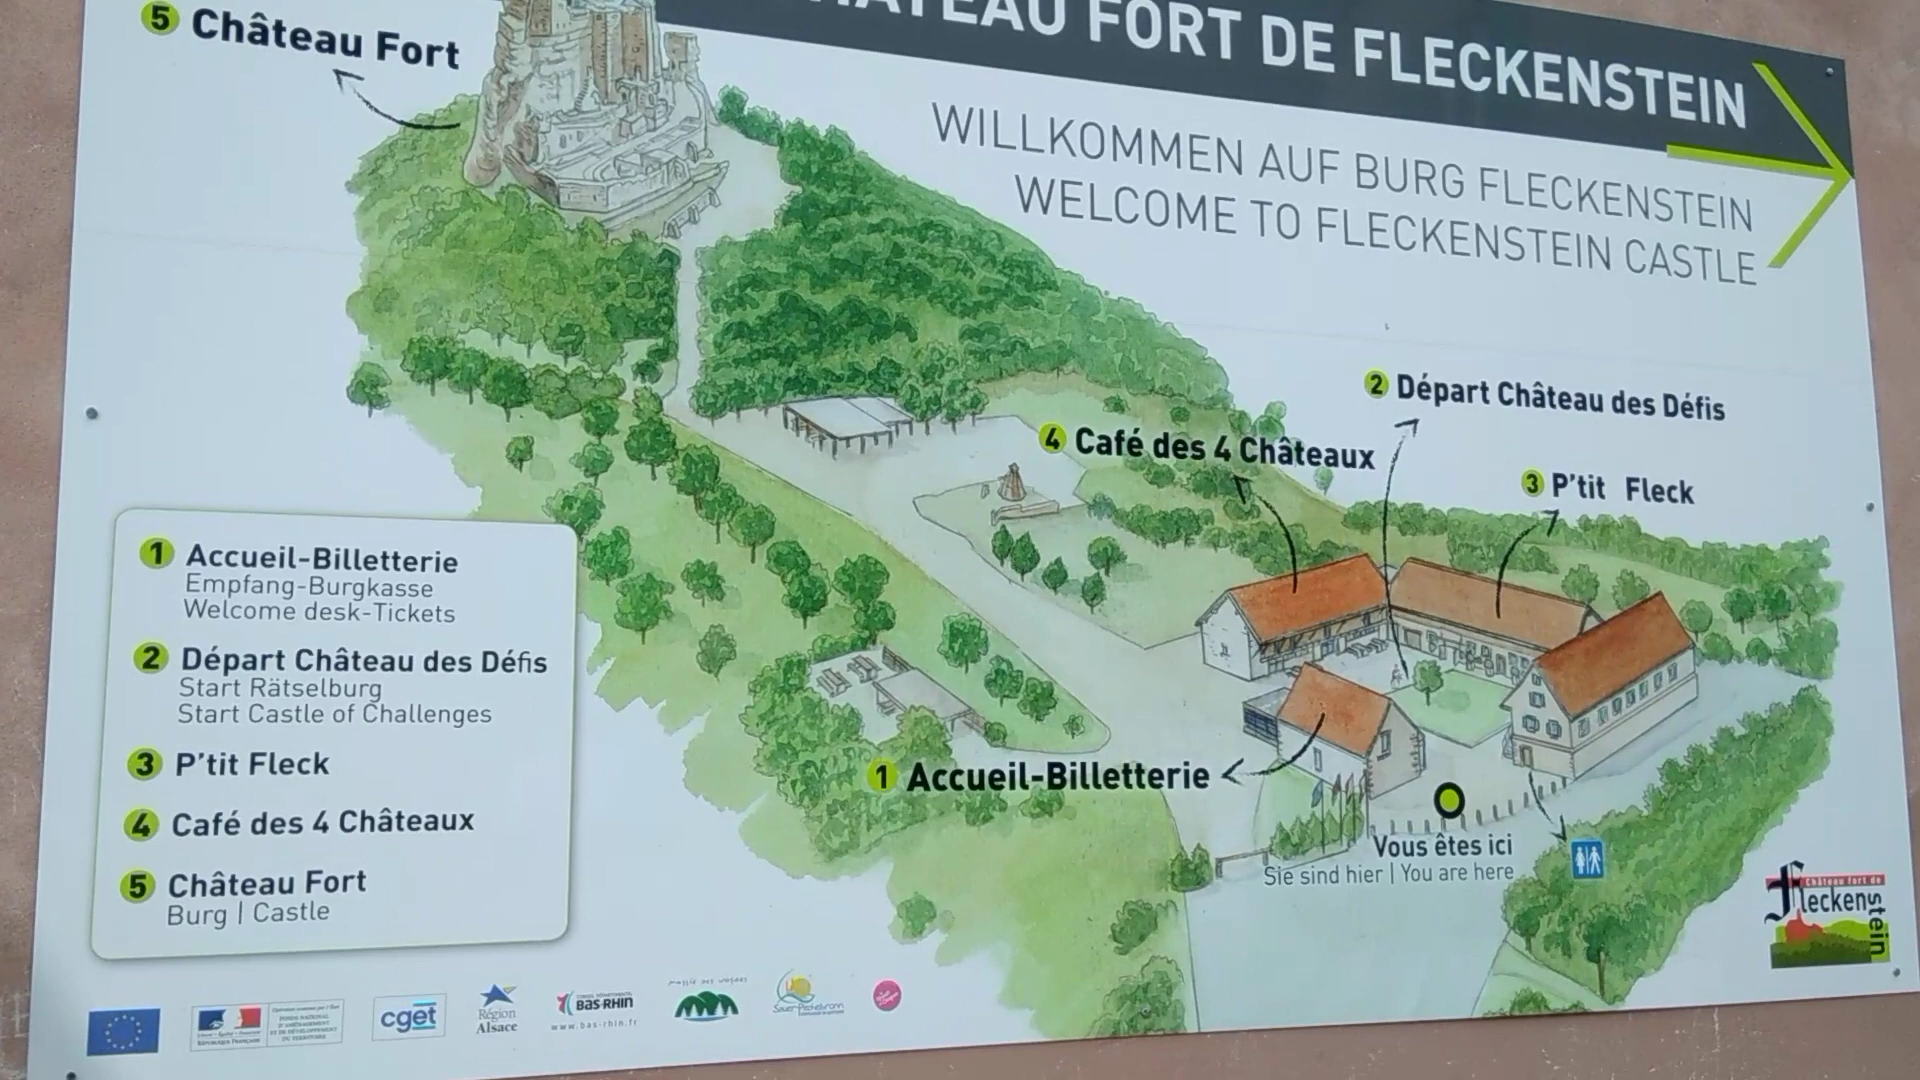 5 Château Fort
CHÂTEAU FORT DE FLECKENSTEIN
WILLKOMMEN AUF BURG FLECKENSTEIN
WELCOME TO FLECKENSTEIN CASTLE
2 Départ Château des Défis
4 Café des 4 Châteaux
3 P'tit Fleck
1 Accueil-Billetterie
Empfang-Burgkasse
Welcome desk-Tickets
2 Départ Château des Défis
Start Rätselburg
Start Castle of Challenges
3 P'tit Fleck
4 Café des 4 Châteaux
5 Château Fort
Burg | Castle
1 Accueil-Billetterie
Vous êtes ici
Sie sind hier | You are here
Château fort de
Fleckenstein
cget
Région
Alsace
BAS-RHIN
www.bas-rhin.fr
MASSIF DES VOSGES